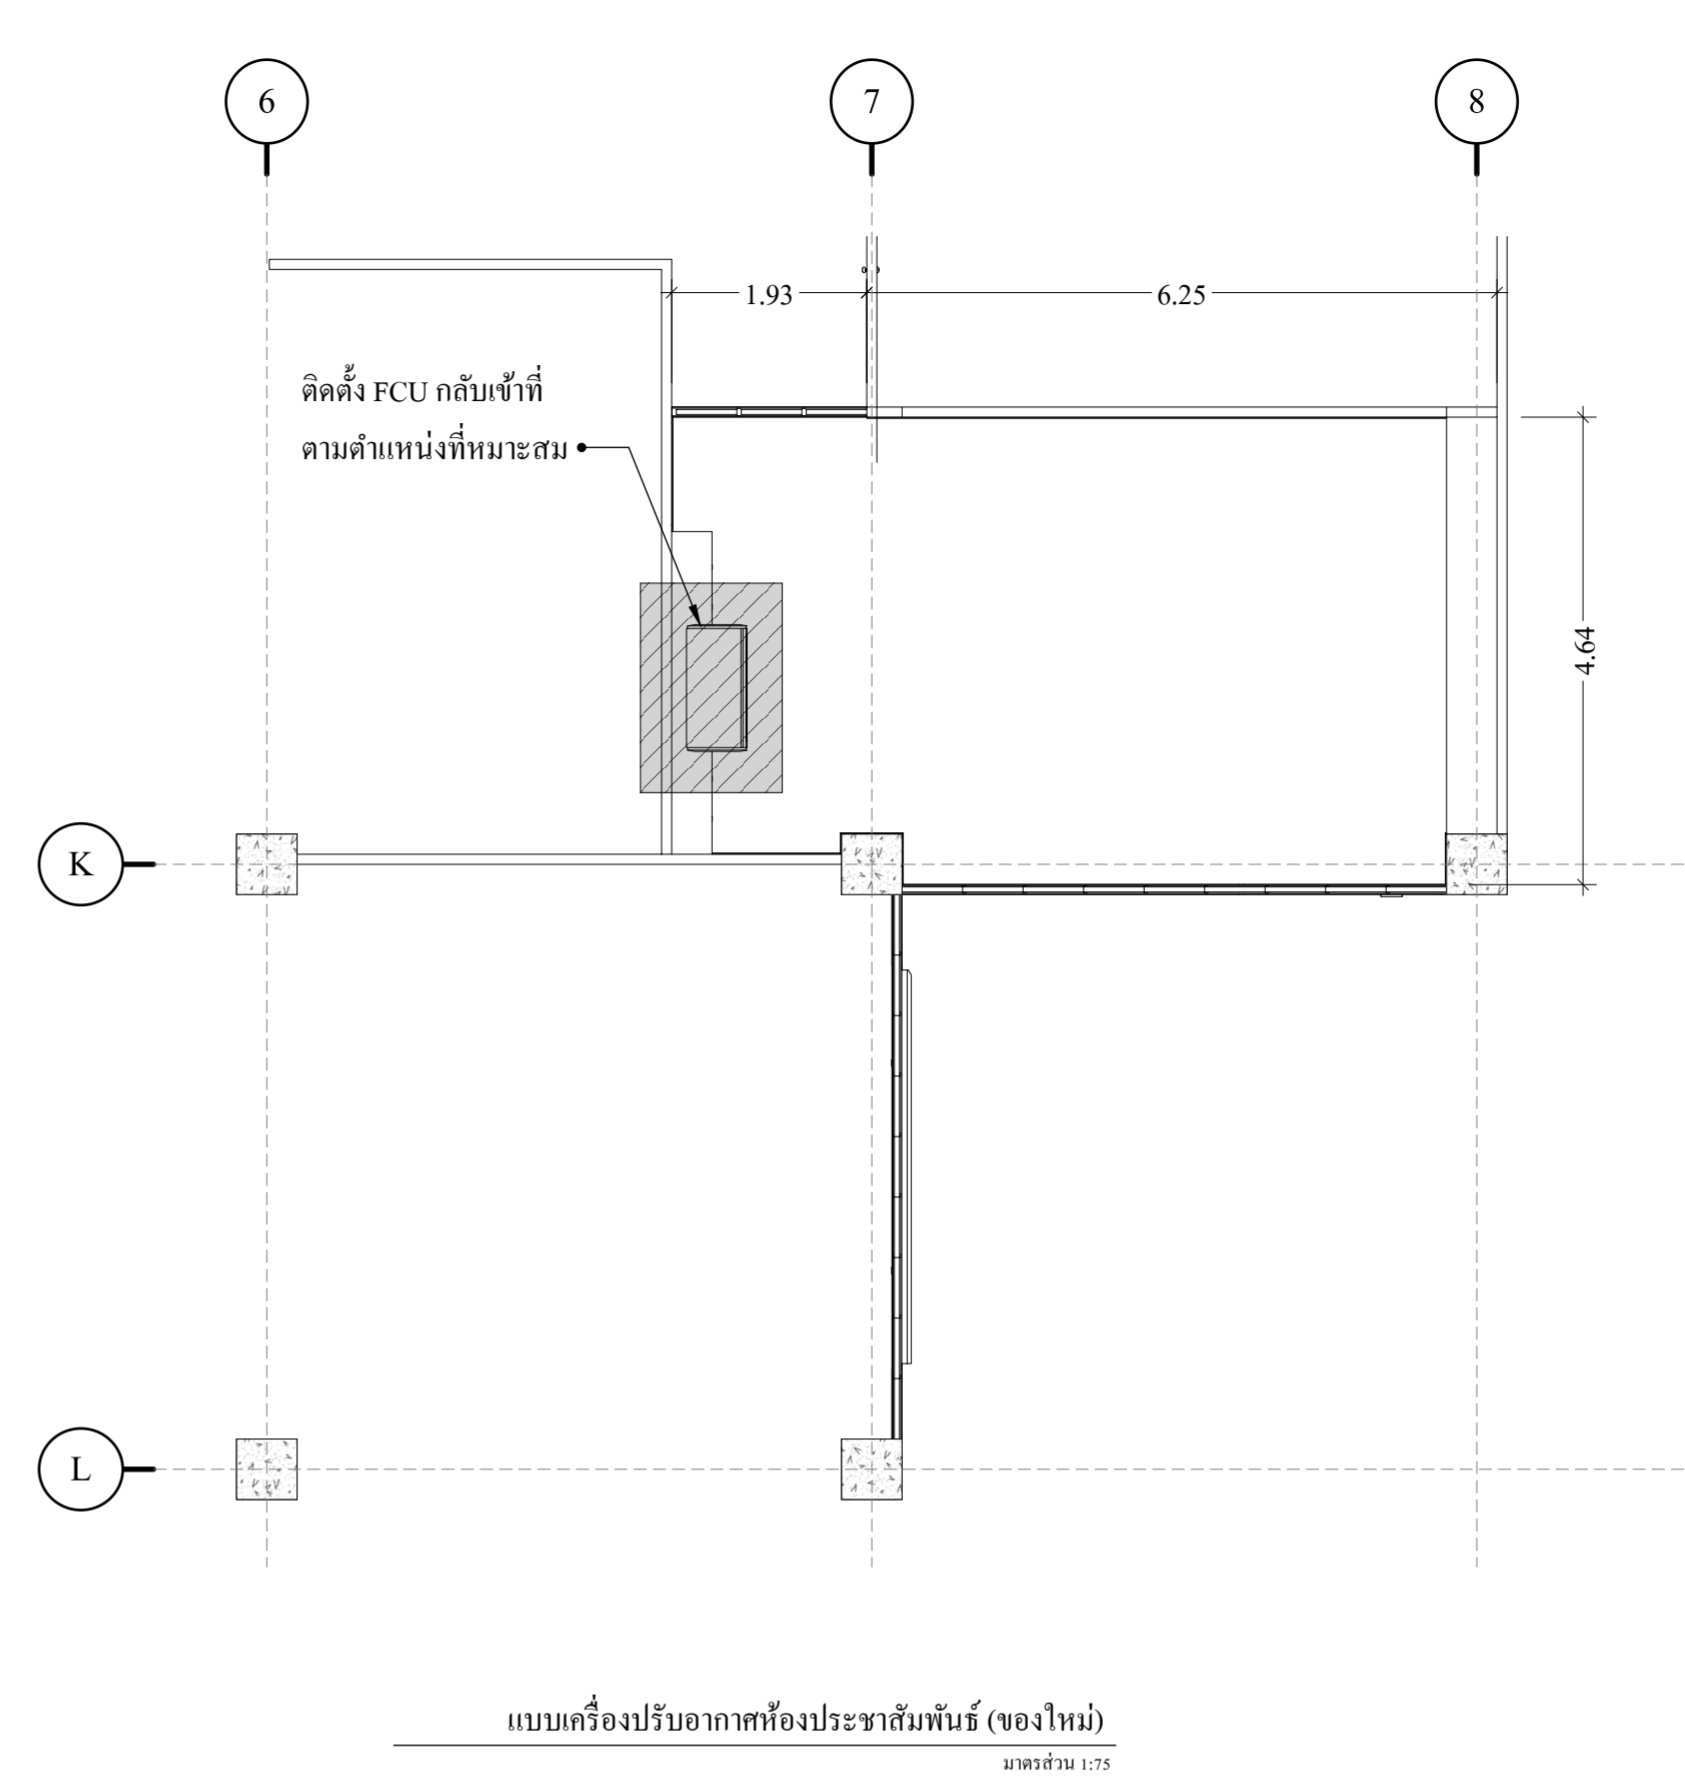 6
7
8
1.93
6.25
ติดตั้ง FCU กลับเข้าที่
ตามตำแหน่งที่หมาะสม
4.64
K
L
แบบเครื่องปรับอากาศห้องประชาสัมพันธ์ (ของใหม่)
มาตรส่วน 1:75